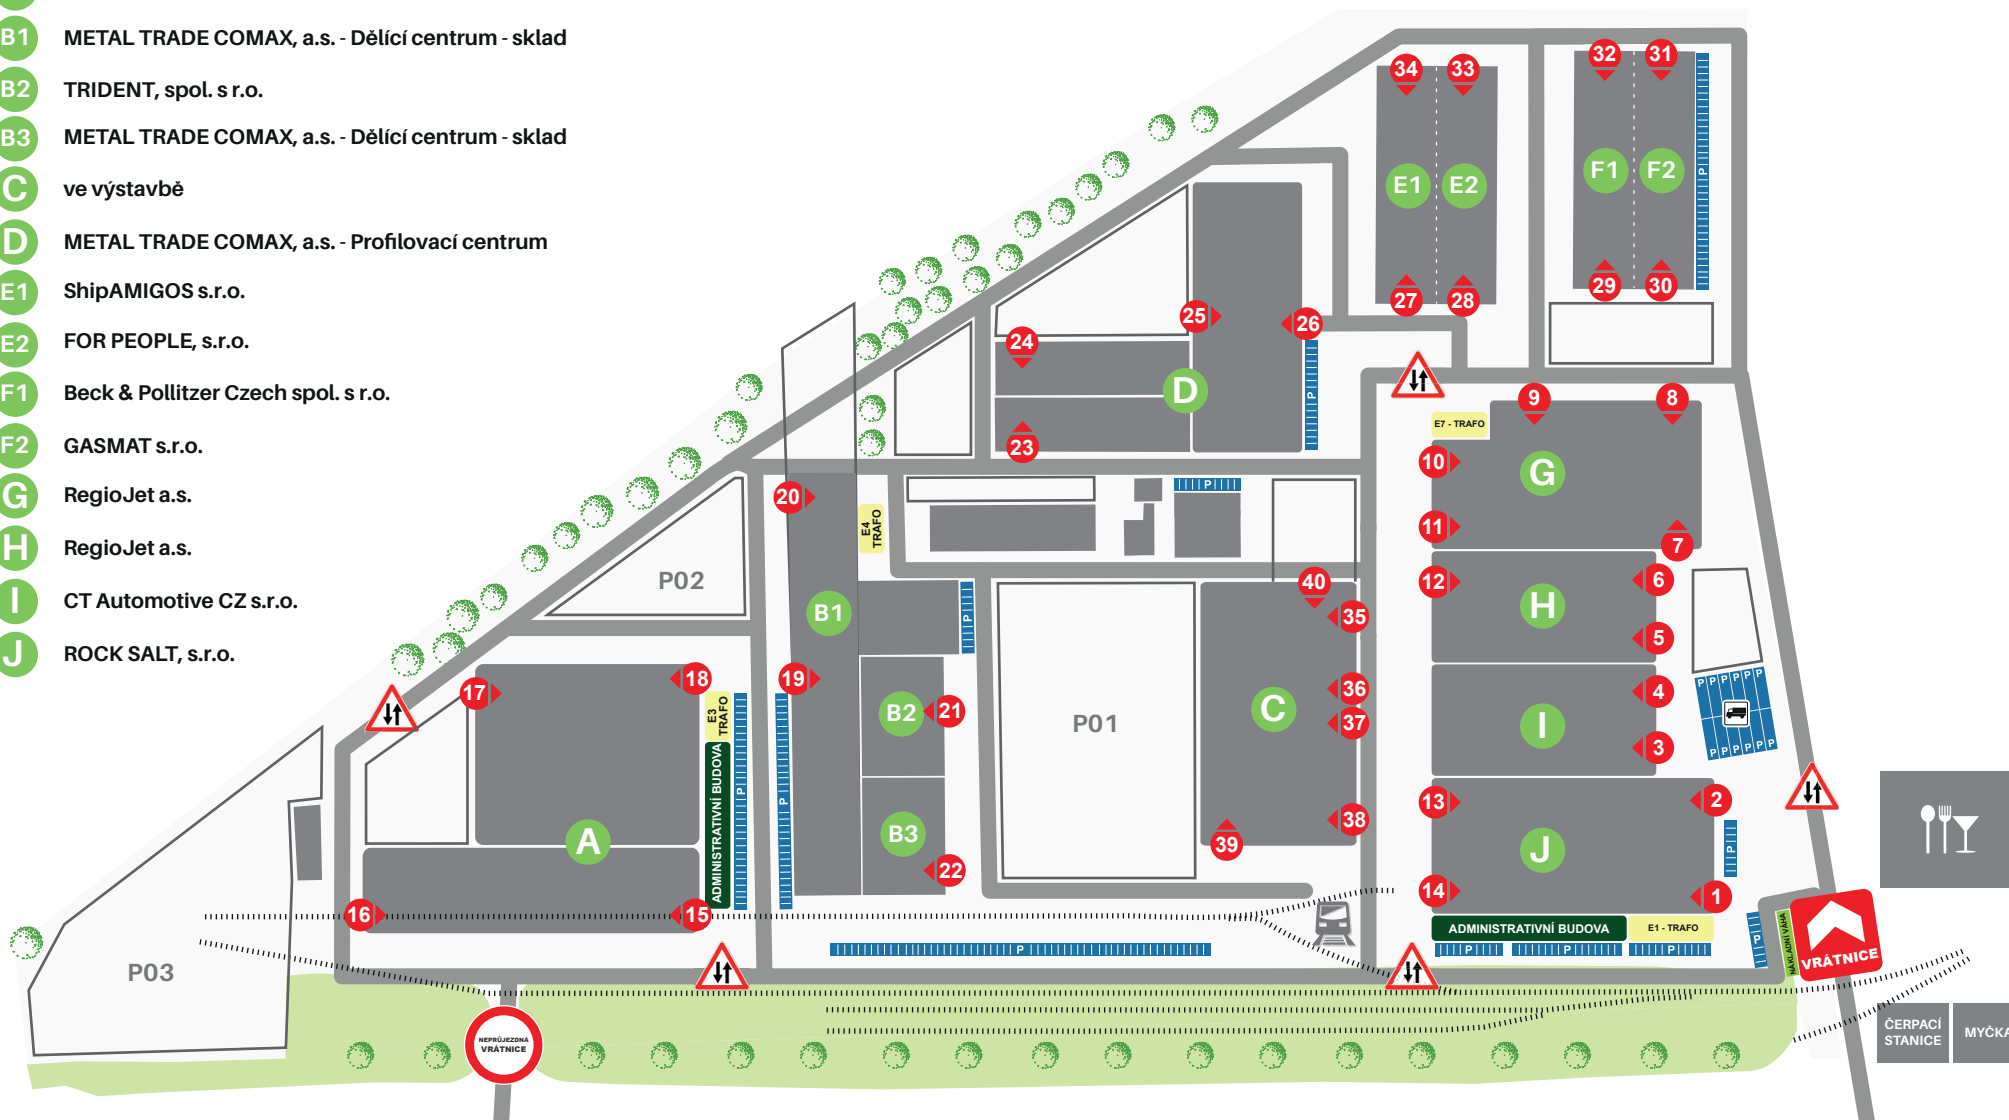 B1 METAL TRADE COMAX, a.s. - Dělící centrum - sklad
B2 TRIDENT, spol. s r.o.
B3 METAL TRADE COMAX, a.s. - Dělící centrum - sklad
C ve výstavbě
D METAL TRADE COMAX, a.s. - Profilovací centrum
E1 ShipAMIGOS s.r.o.
E2 FOR PEOPLE, s.r.o.
F1 Beck & Pollitzer Czech spol. s r.o.
F2 GASMAT s.r.o.
G RegioJet a.s.
H RegioJet a.s.
I CT Automotive CZ s.r.o.
J ROCK SALT, s.r.o.
34 33 32 31
E1 E2 F1 F2 P
27 28 29 30
25 26
24
D P
23
9 8
E7 - TRAFO
10 G
11 7
20 E4 TRAFO P
P02
12 H 6
5
40 35
B1 P
19
17 18
E3 TRAFO
B2 21
P01
C 36
37
I 4
3
P P P P P P
P P P P P P
A
ADMINISTRATIVNÍ BUDOVA
P P
B3
22
39 38
13 2
J P
14 1
16 15
ADMINISTRATIVNÍ BUDOVA E1 - TRAFO
P P P P
P
NÁKLADNÍ VÁHA
VRÁTNICE
P03
NEPRŮJEZDNÁ
VRÁTNICE
ČERPACÍ
STANICE
MYČKA